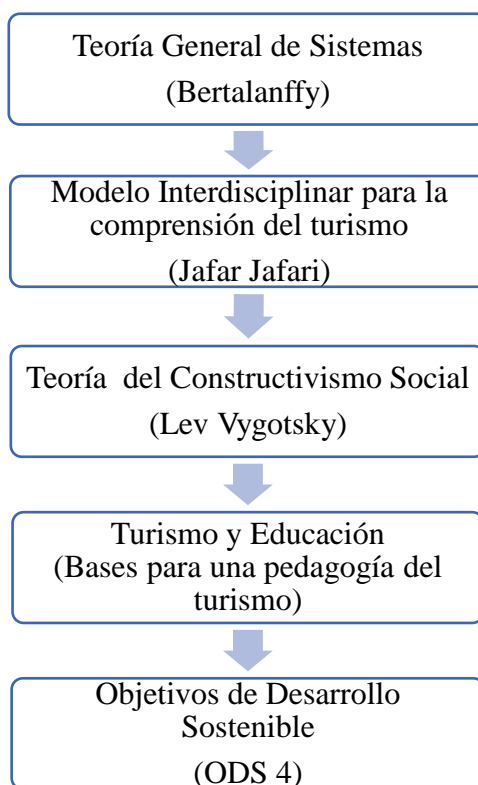 Teoría General de Sistemas
(Bertalanffy)
Modelo Interdisciplinar para la
comprensión del turismo
(Jafar Jafari)
Teoría del Constructivismo Social
(Lev Vygotsky)
Turismo y Educación
(Bases para una pedagogía del
turismo)
Objetivos de Desarrollo
Sostenible
(ODS 4)